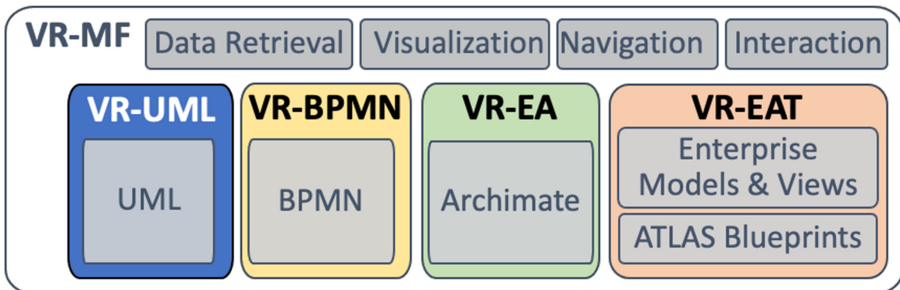 VR-MF
Data Retrieval
Visualization
Navigation
Interaction
VR-UML
UML
VR-BPMN
BPMN
VR-EA
Archimate
VR-EAT
Enterprise
Models & Views
ATLAS Blueprints